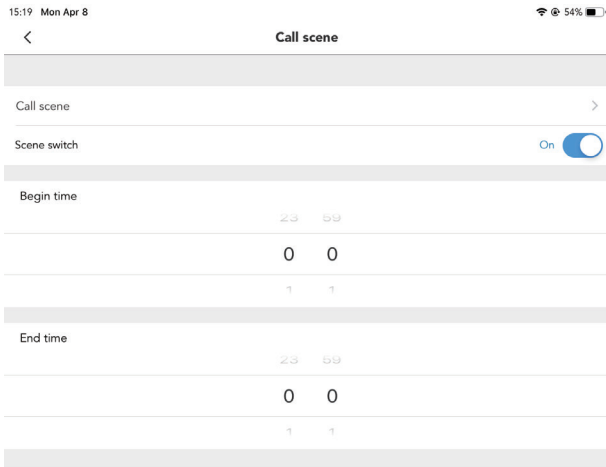 15:19 Mon Apr 8 54%
Call scene
Call scene
Scene switch On
Begin time
23 59
0 0
1 1
End time
23 59
0 0
1 1